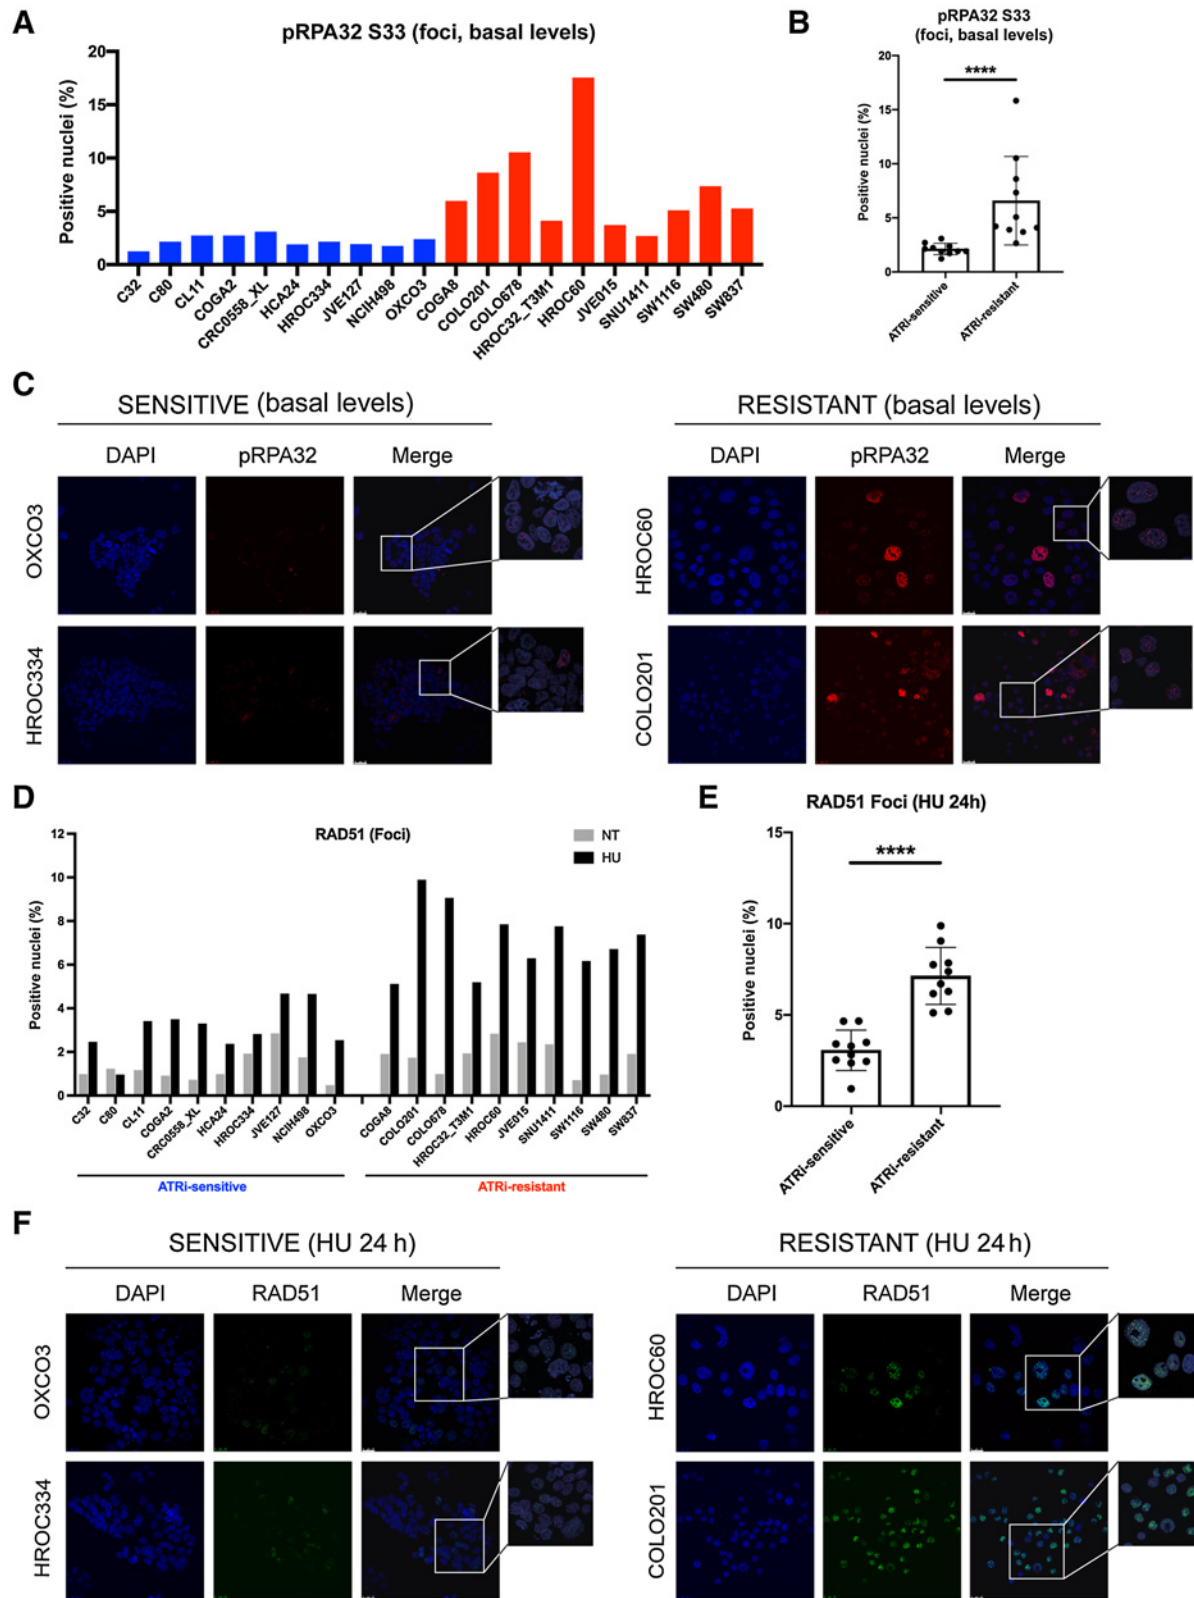 A
pRPA32 S33 (foci, basal levels)
Positive nuclei (%)
20
15
10
5
0
C32
C80
CL11
COGA2
CRC0558_XL
HCA24
HROC334
JVE127
NCIH498
OXCO3
COGA8
COLO201
COLO678
HROC32_T3M1
HROC60
JVE015
SNU1411
SW1116
SW480
SW837
B
pRPA32 S33
(foci, basal levels)
****
Positive nuclei (%)
20
15
10
5
0
ATRi-sensitive
ATRi-resistant
C
SENSITIVE (basal levels)
DAPI
pRPA32
Merge
OXCO3
HROC334
RESISTANT (basal levels)
DAPI
pRPA32
Merge
HROC60
COLO201
D
RAD51 (Foci)
NT
HU
Positive nuclei (%)
12
10
8
6
4
2
0
C32
C80
CL11
COGA2
CRC0558_XL
HCA24
HROC334
JVE127
NCIH498
OXCO3
COGA8
COLO201
COLO678
HROC32_T3M1
HROC60
JVE015
SNU1411
SW1116
SW480
SW837
ATRi-sensitive
ATRi-resistant
E
RAD51 Foci (HU 24h)
****
Positive nuclei (%)
15
10
5
0
ATRi-sensitive
ATRi-resistant
F
SENSITIVE (HU 24 h)
DAPI
RAD51
Merge
OXCO3
HROC334
RESISTANT (HU 24 h)
DAPI
RAD51
Merge
HROC60
COLO201